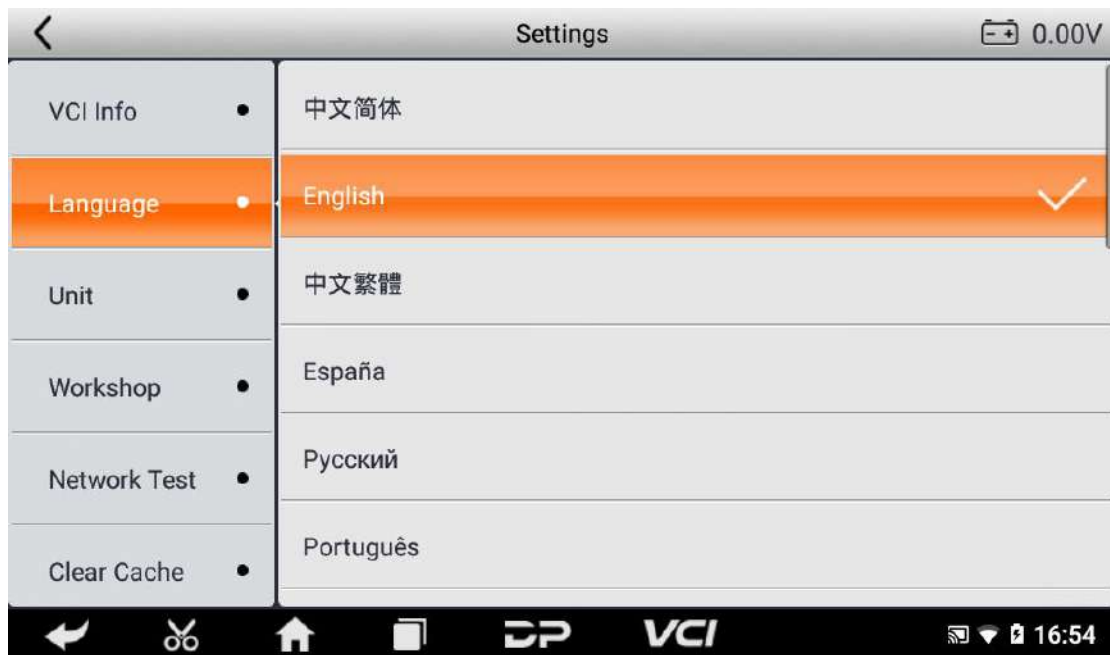 Settings
0.00V
VCI Info
Language
Unit
Workshop
Network Test
Clear Cache
中文简体
English
中文繁體
España
Русский
Português
DP
VCI
16:54